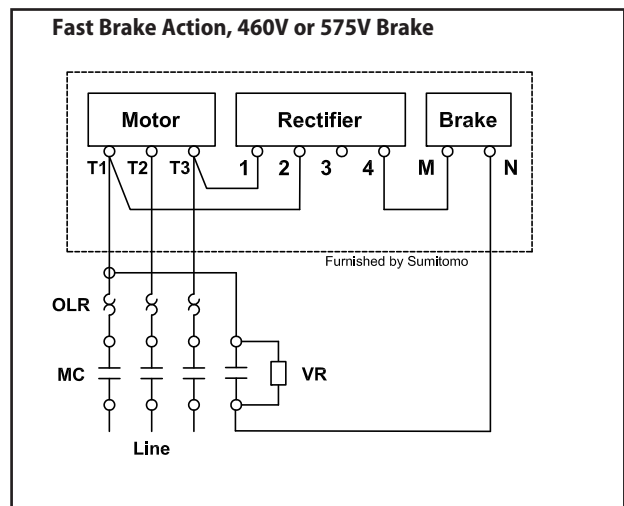 Fast Brake Action, 460V or 575V Brake
Motor Rectifier Brake
T1 T2 T3 1 2 3 4 M N
Furnished by Sumitomo
OLR
MC VR
Line